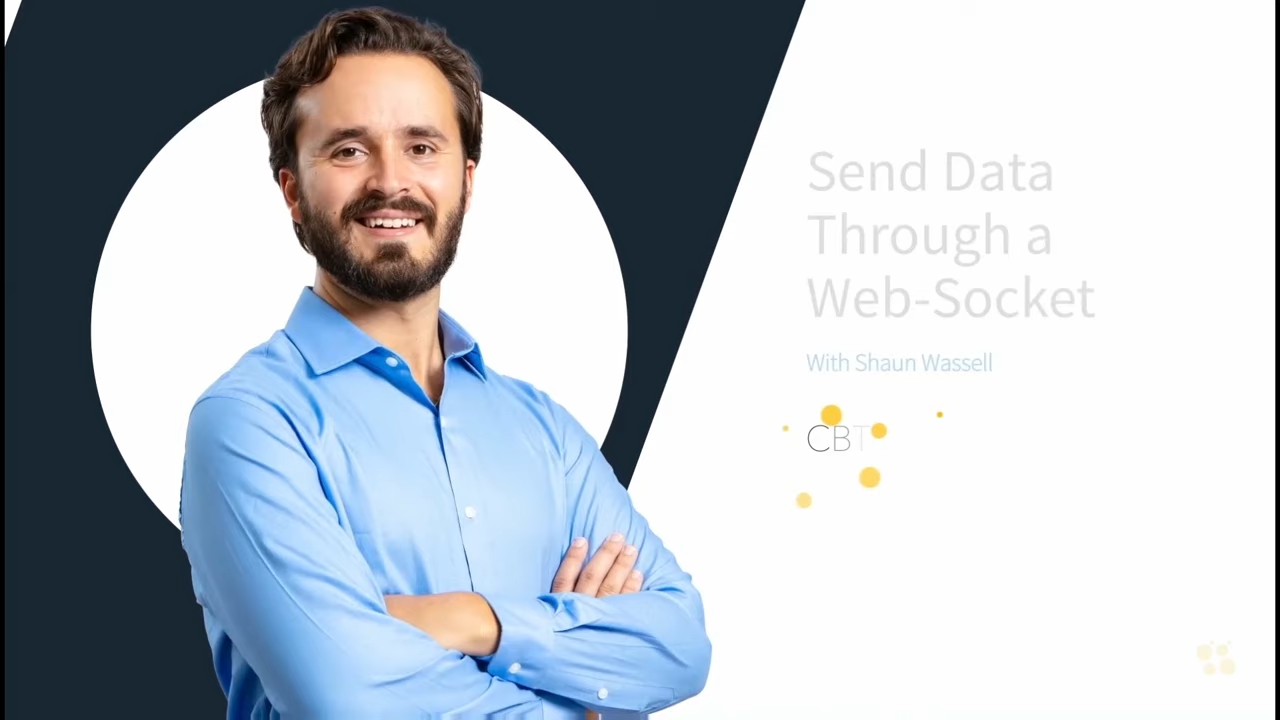 Send Data
Through a
Web-Socket
With Shaun Wassell
CBT